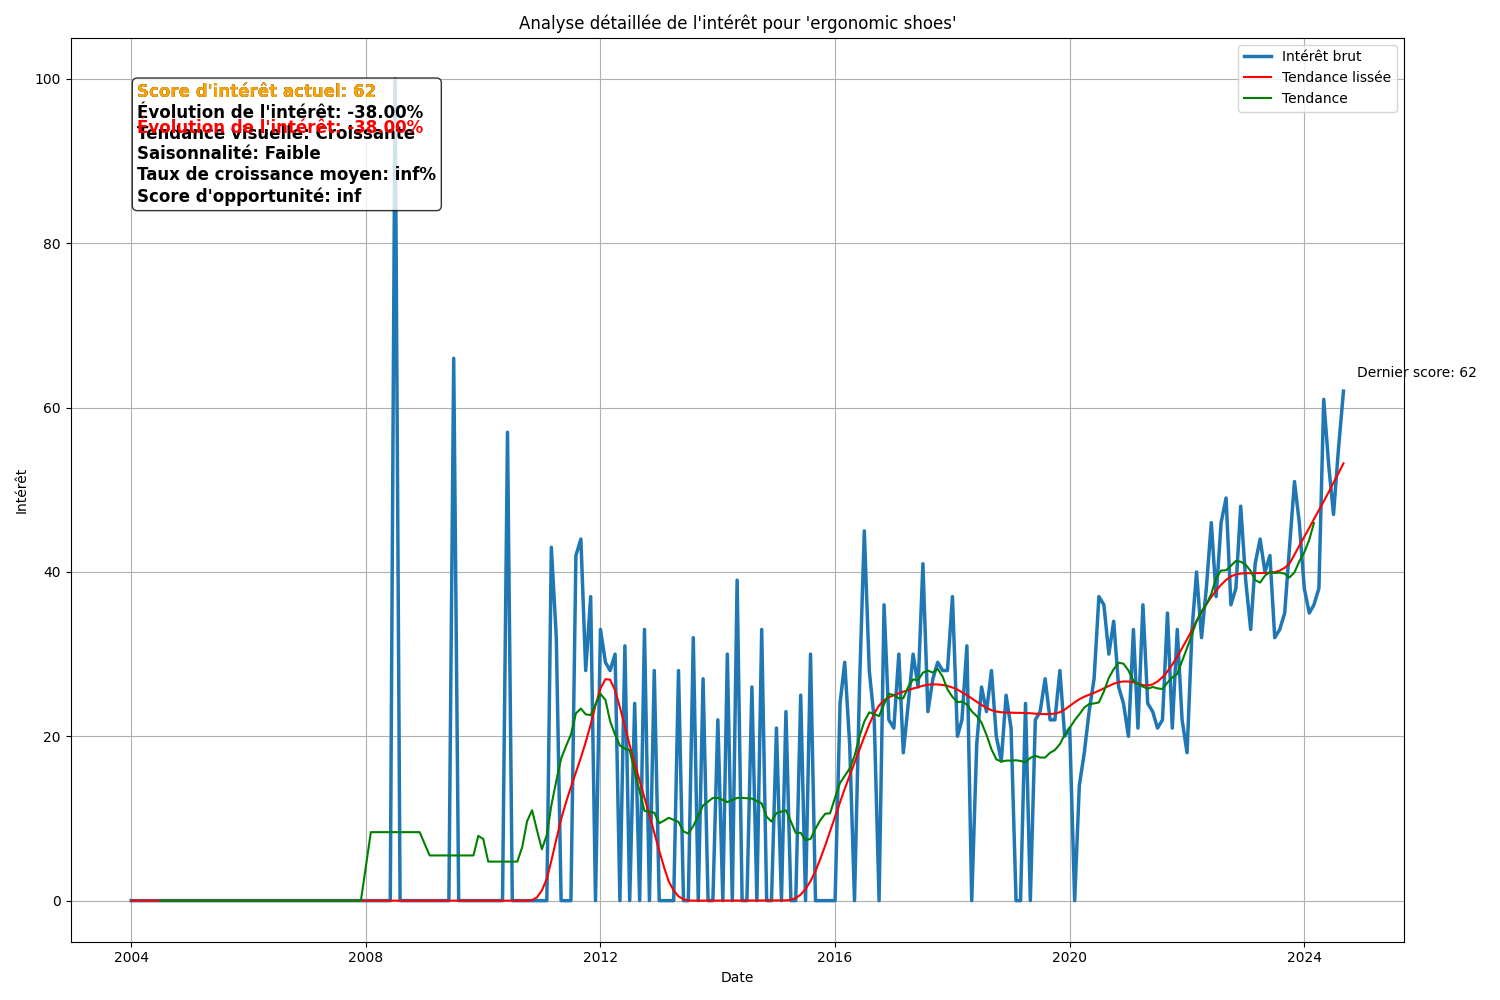 Analyse détaillée de l'intérêt pour 'ergonomic shoes'
Intérêt brut
Tendance lissée
Tendance
Score d'intérêt actuel: 62
Évolution de l'intérêt: -38.00%
Évolution de l'intérêt: -38.00%
Tendance visuelle: Croissante
Saisonnalité: Faible
Taux de croissance moyen: inf%
Score d'opportunité: inf
Dernier score: 62
Intérêt
100
80
60
40
20
0
2004 2008 2012 2016 2020 2024
Date